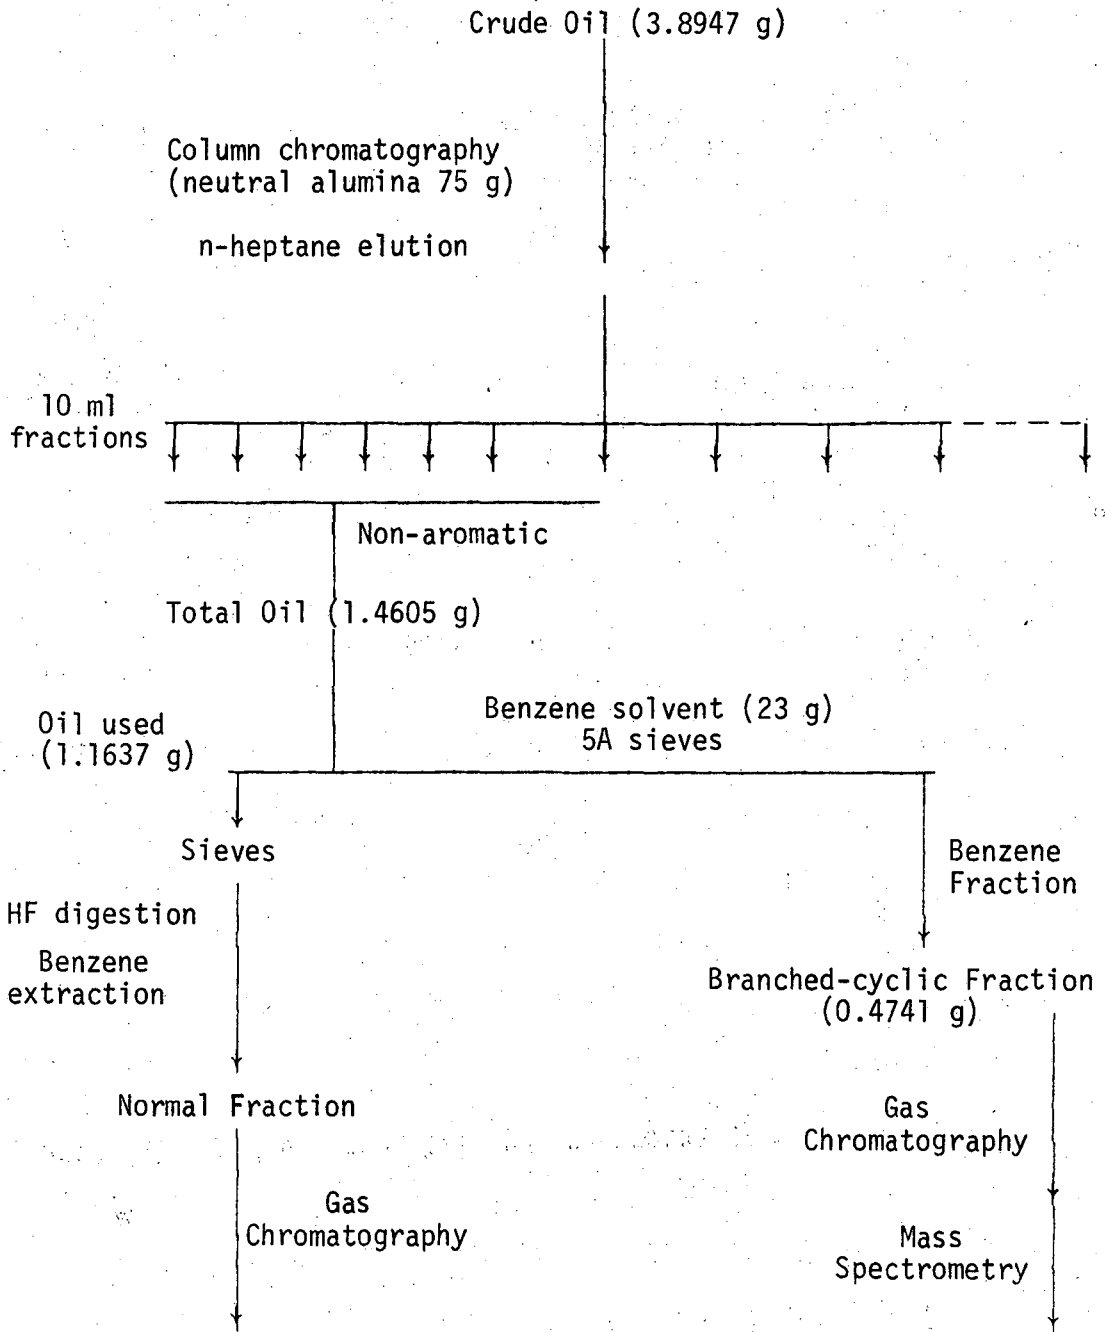 Crude Oil (3.8947 g)
Column chromatography
(neutral alumina 75 g)
n-heptane elution
10 ml
fractions
Non-aromatic
Total Oil (1.4605 g)
Oil used
(1.1637 g)
Benzene solvent (23 g)
5A sieves
Sieves
Benzene
Fraction
HF digestion
Benzene
extraction
Branched-cyclic Fraction
(0.4741 g)
Normal Fraction
Gas
Chromatography
Gas
Chromatography
Mass
Spectrometry